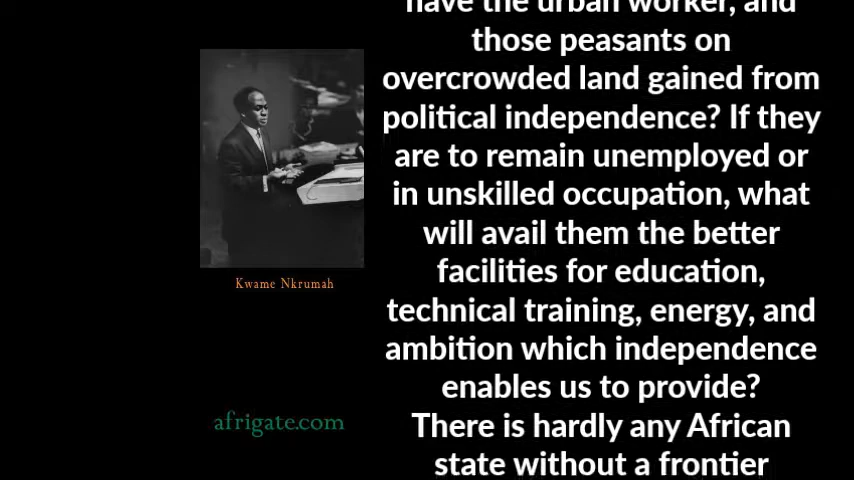 have the urban worker, and
those peasants on
overcrowded land gained from
political independence? If they
are to remain unemployed or
in unskilled occupation, what
will avail them the better
facilities for education,
technical training, energy, and
ambition which independence
enables us to provide?
There is hardly any African
state without a frontier
Kwame Nkrumah
afrigate.com